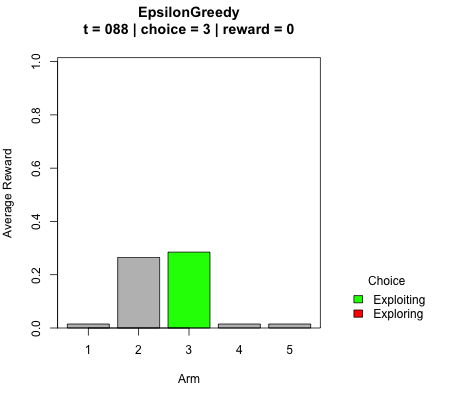 EpsilonGreedy
t = 088 | choice = 3 | reward = 0
1.0
0.8
0.6
0.4
0.2
0.0
Average Reward
1 2 3 4 5
Arm
Choice
Exploiting
Exploring